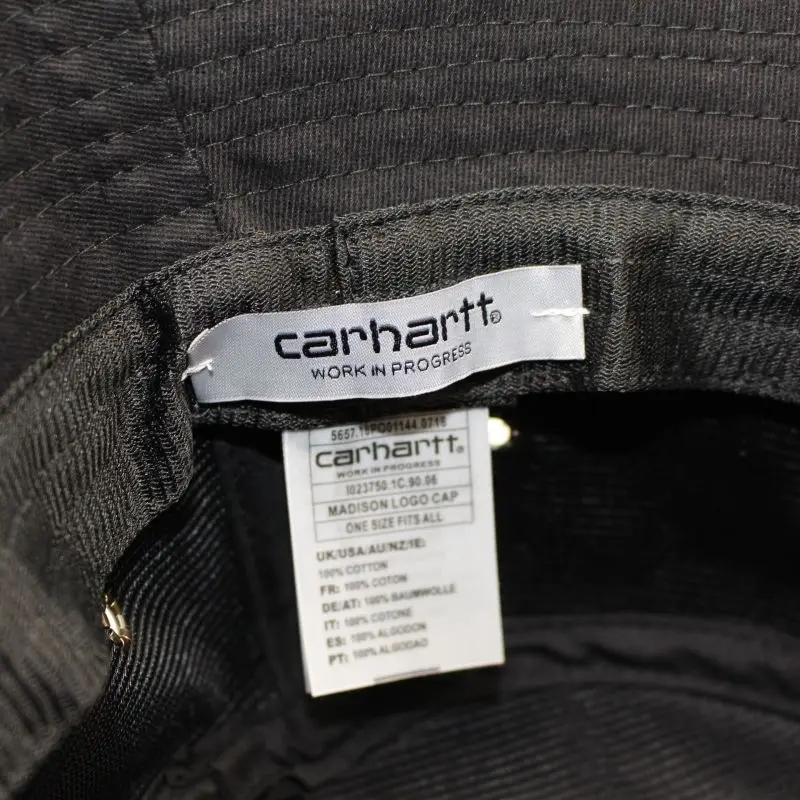 carhartt®
WORK IN PROGRESS
carhartt®
WORK IN PROGRESS
I023750.1C.90.06
MADISON LOGO CAP
ONE SIZE FITS ALL
UK/USA/AU/NZ/IE:
100% COTTON
FR: 100% COTON
DE/AT: 100% BAUMWOLLE
IT: 100% COTONE
ES: 100% ALGODON
PT: 100% ALGODAO